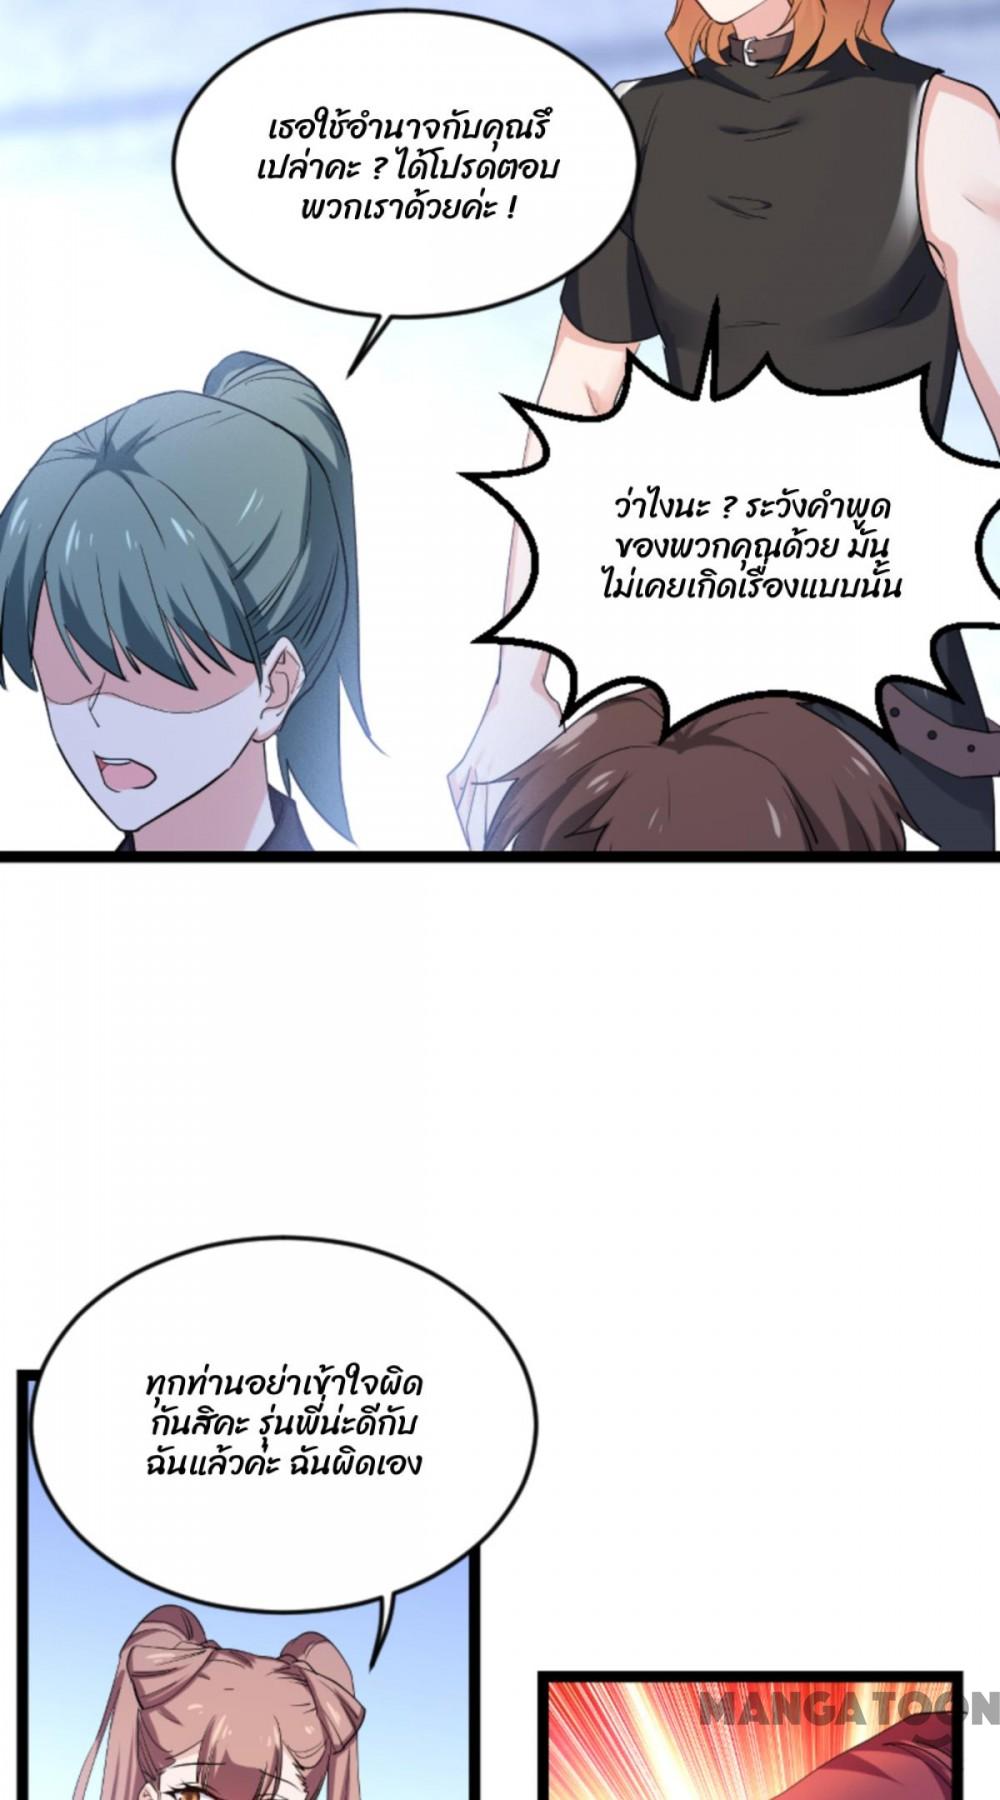 เธอใช้อำนาจกับคุณรึ
เปล่าคะ ? ได้โปรดตอบ
พวกเราด้วยค่ะ !
ว่าไงนะ ? ระวังคำพูด
ของพวกคุณด้วย มัน
ไม่เคยเกิดเรื่องแบบนั้น
ทุกท่านอย่าเข้าใจผิด
กันสิคะ รุ่นพี่น่ะดีกับ
ฉันแล้วค่ะ ฉันผิดเอง
MANGATOON